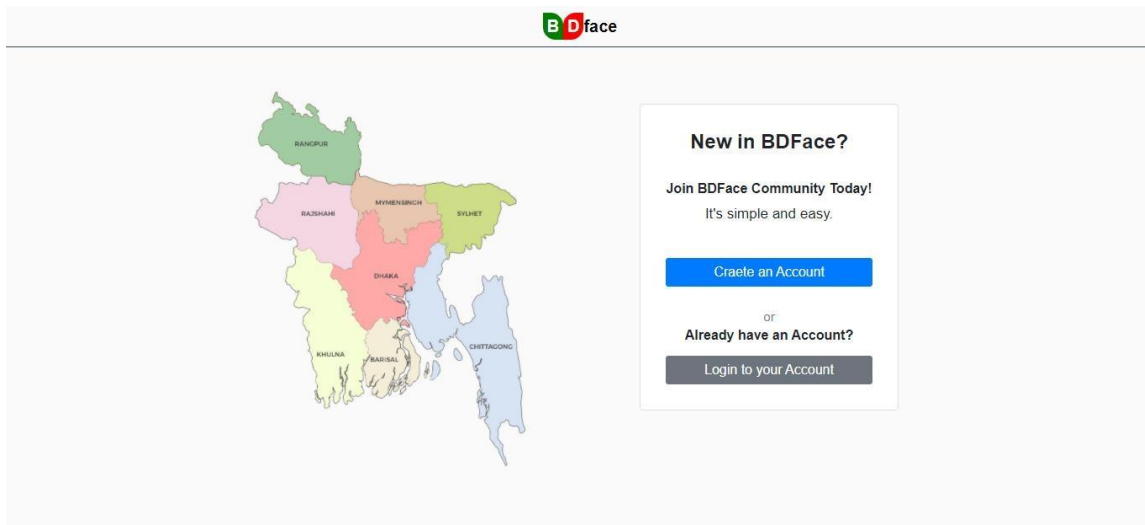 BDface
RANGPUR
RAJSHAHI
MYMENSINGH
SYLHET
DHAKA
KHULNA
BARISAL
CHITTAGONG
New in BDFace?
Join BDFace Community Today!
It's simple and easy.
Craete an Account
or
Already have an Account?
Login to your Account